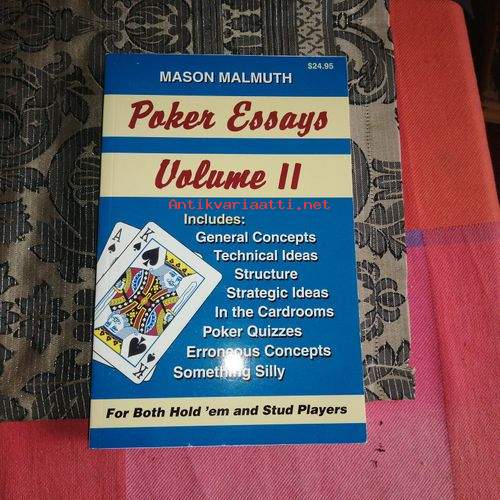 MASON MALMUTH
$24.95
Poker Essays
Volume II
Antikvariaatti.net
Includes:
General Concepts
Technical Ideas
Structure
Strategic Ideas
In the Cardrooms
Poker Quizzes
Erroneous Concepts
Something Silly
A
K
K
For Both Hold 'em and Stud Players